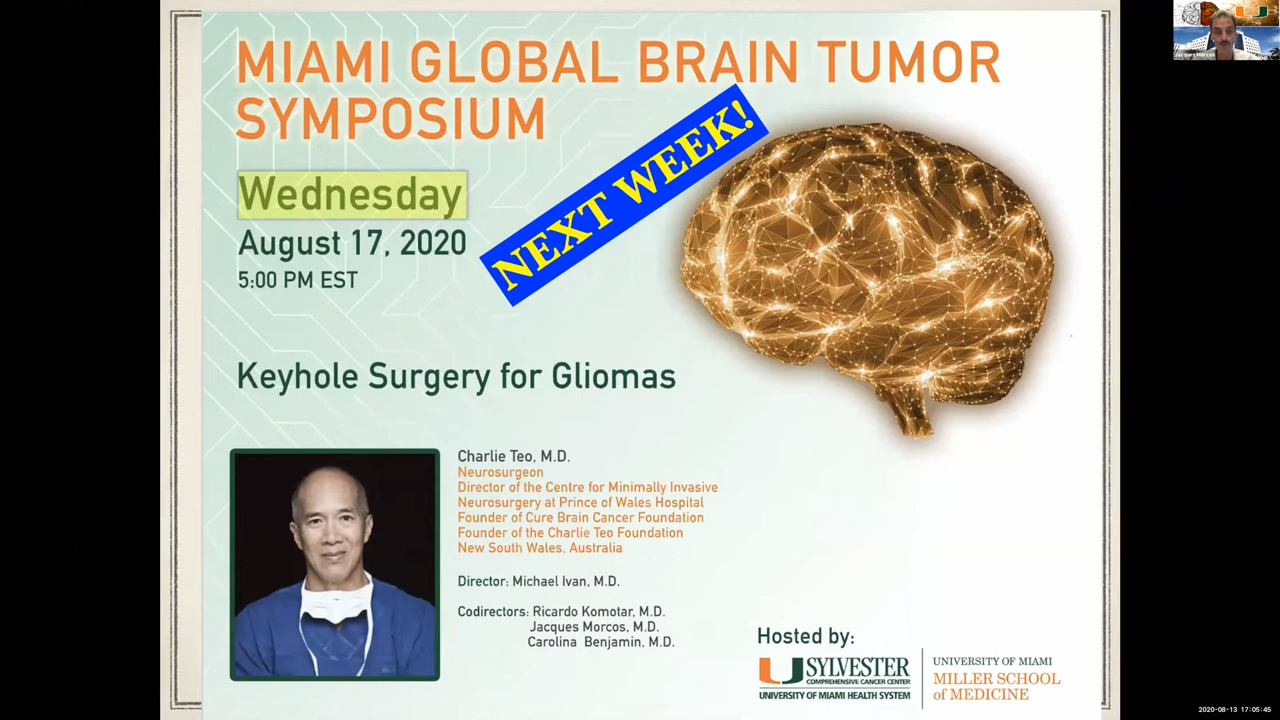 MIAMI GLOBAL BRAIN TUMOR
SYMPOSIUM
NEXT WEEK!
Wednesday
August 17, 2020
5:00 PM EST
Keyhole Surgery for Gliomas
Charlie Teo, M.D.
Neurosurgeon
Director of the Centre for Minimally Invasive
Neurosurgery at Prince of Wales Hospital
Founder of Cure Brain Cancer Foundation
Founder of the Charlie Teo Foundation
New South Wales, Australia
Director: Michael Ivan, M.D.
Codirectors: Ricardo Komotar, M.D.
Jacques Morcos, M.D.
Carolina Benjamin, M.D.
Hosted by:
SYLVESTER
COMPREHENSIVE CANCER CENTER
UNIVERSITY OF MIAMI HEALTH SYSTEM
UNIVERSITY OF MIAMI
MILLER SCHOOL
of MEDICINE
Jacques Morcos
2020-08-13 17:05:45